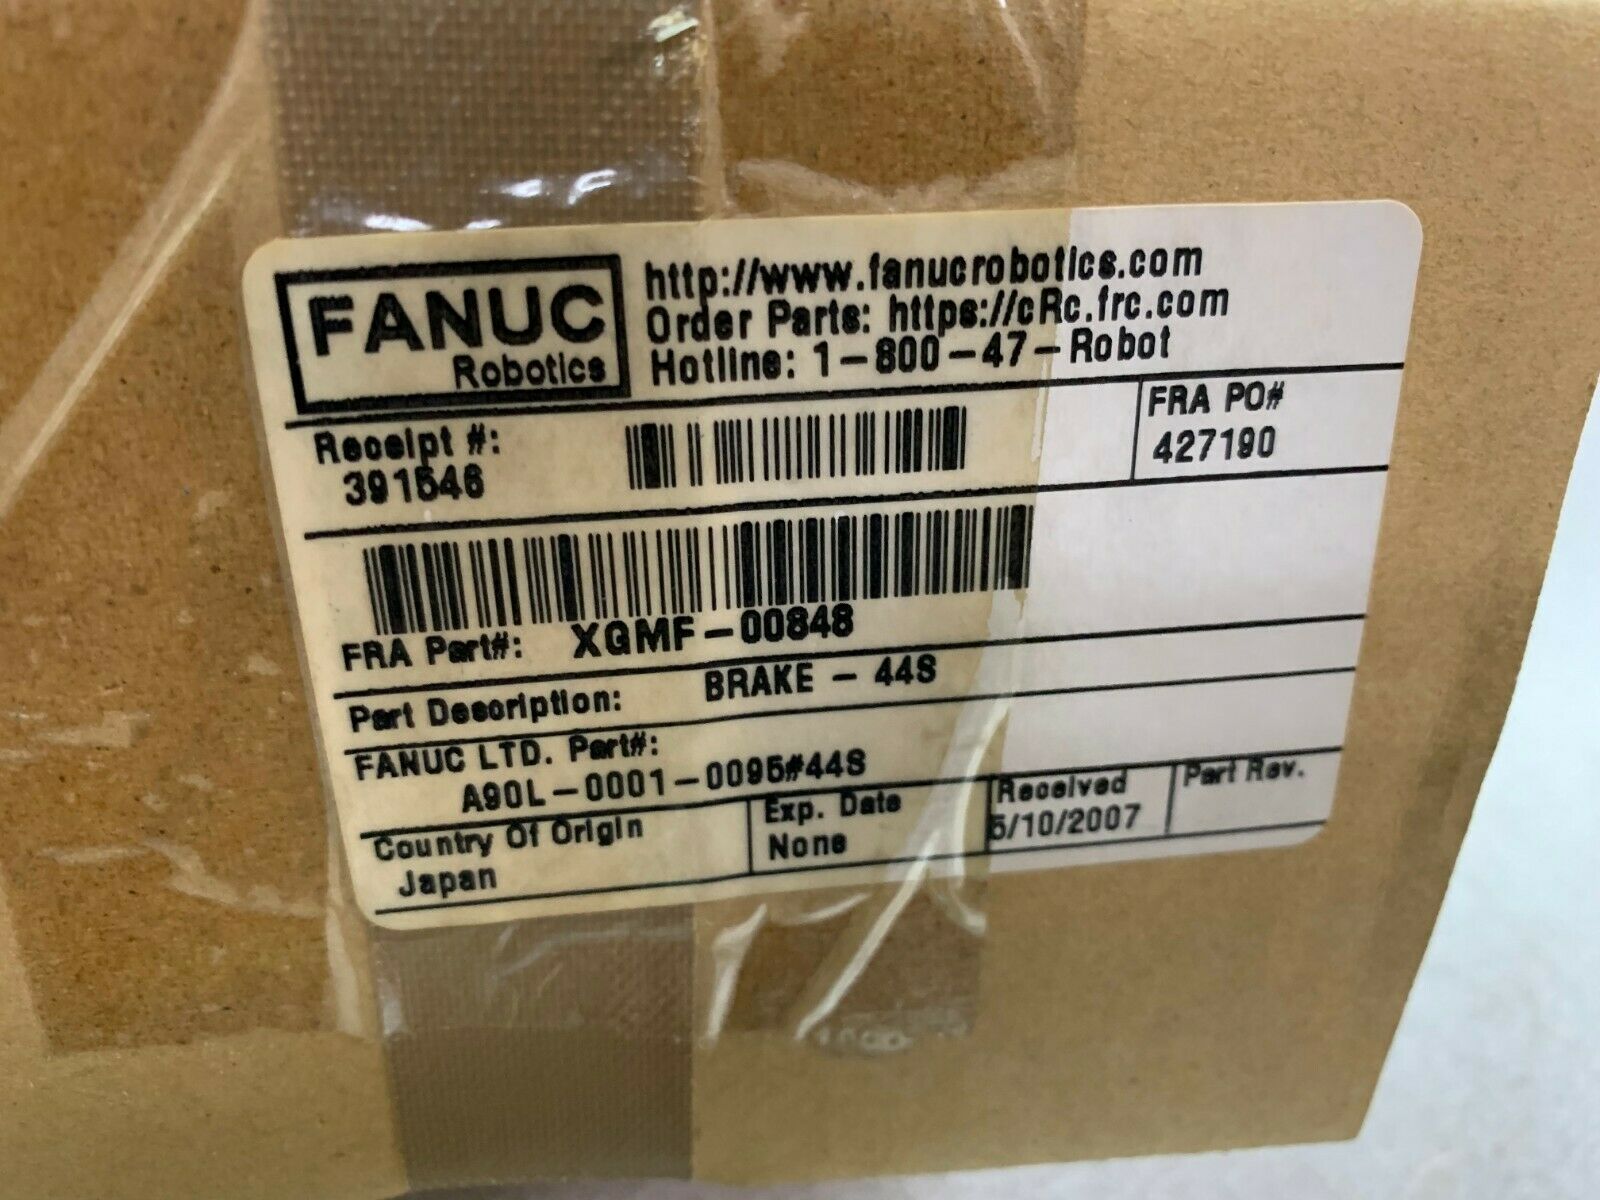 FANUC
Robotics
http://www.fanucrobotics.com
Order Parts: https://cRc.frc.com
Hotline: 1-800-47-Robot
Receipt #:
391546
FRA PO#
427190
FRA Part#: XGMF-00848
Part Description: BRAKE - 44S
FANUC LTD. Part#:
A90L-0001-0095#44S
Country Of Origin
Japan
Exp. Date
None
Received
5/10/2007
Part Rev.